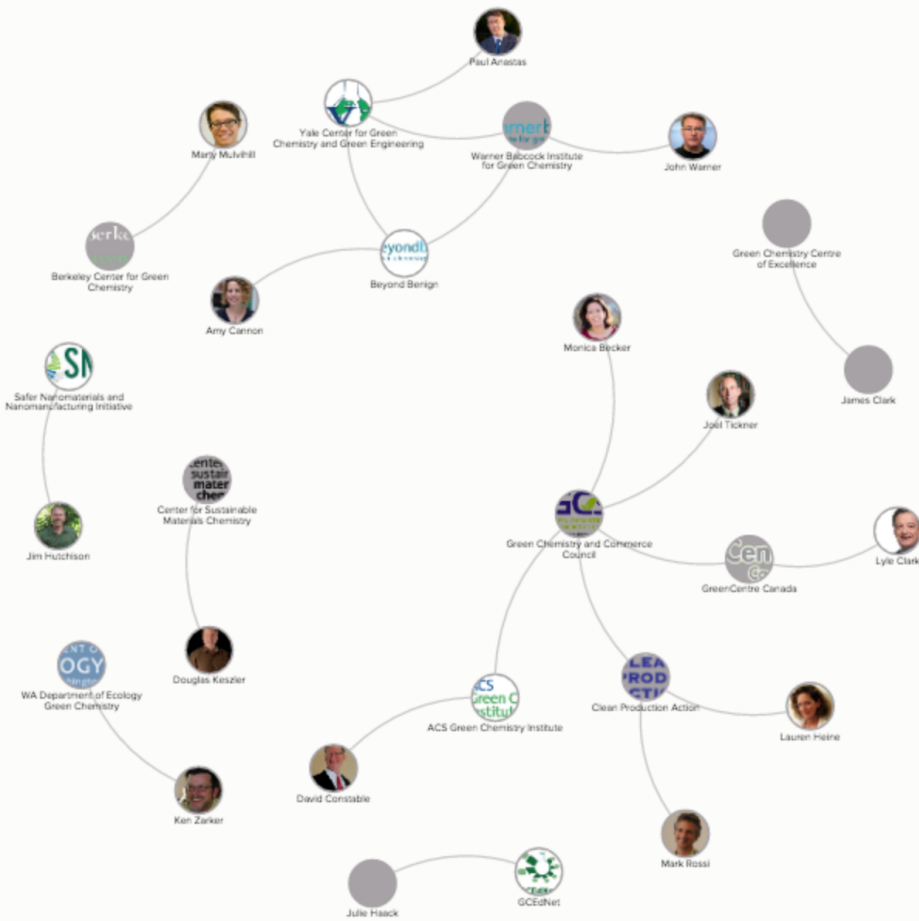 Paul Anastas
Yale Center for Green
Chemistry and Green Engineering
Marty Mulvihill
Warner Babcock Institute
for Green Chemistry
John Warner
Berkeley Center for Green
Chemistry
Beyond Benign
Green Chemistry Centre
of Excellence
Amy Cannon
Monica Becker
Safer Nanomaterials and
Nanomanufacturing Initiative
James Clark
Joel Tickner
Center for Sustainable
Materials Chemistry
Jim Hutchison
Green Chemistry and Commerce
Council
Lyle Clark
GreenCentre Canada
Douglas Keszler
WA Department of Ecology
Green Chemistry
Clean Production Action
ACS Green Chemistry Institute
Lauren Heine
David Constable
Ken Zarker
Mark Rossi
GCEdNet
Julie Haack